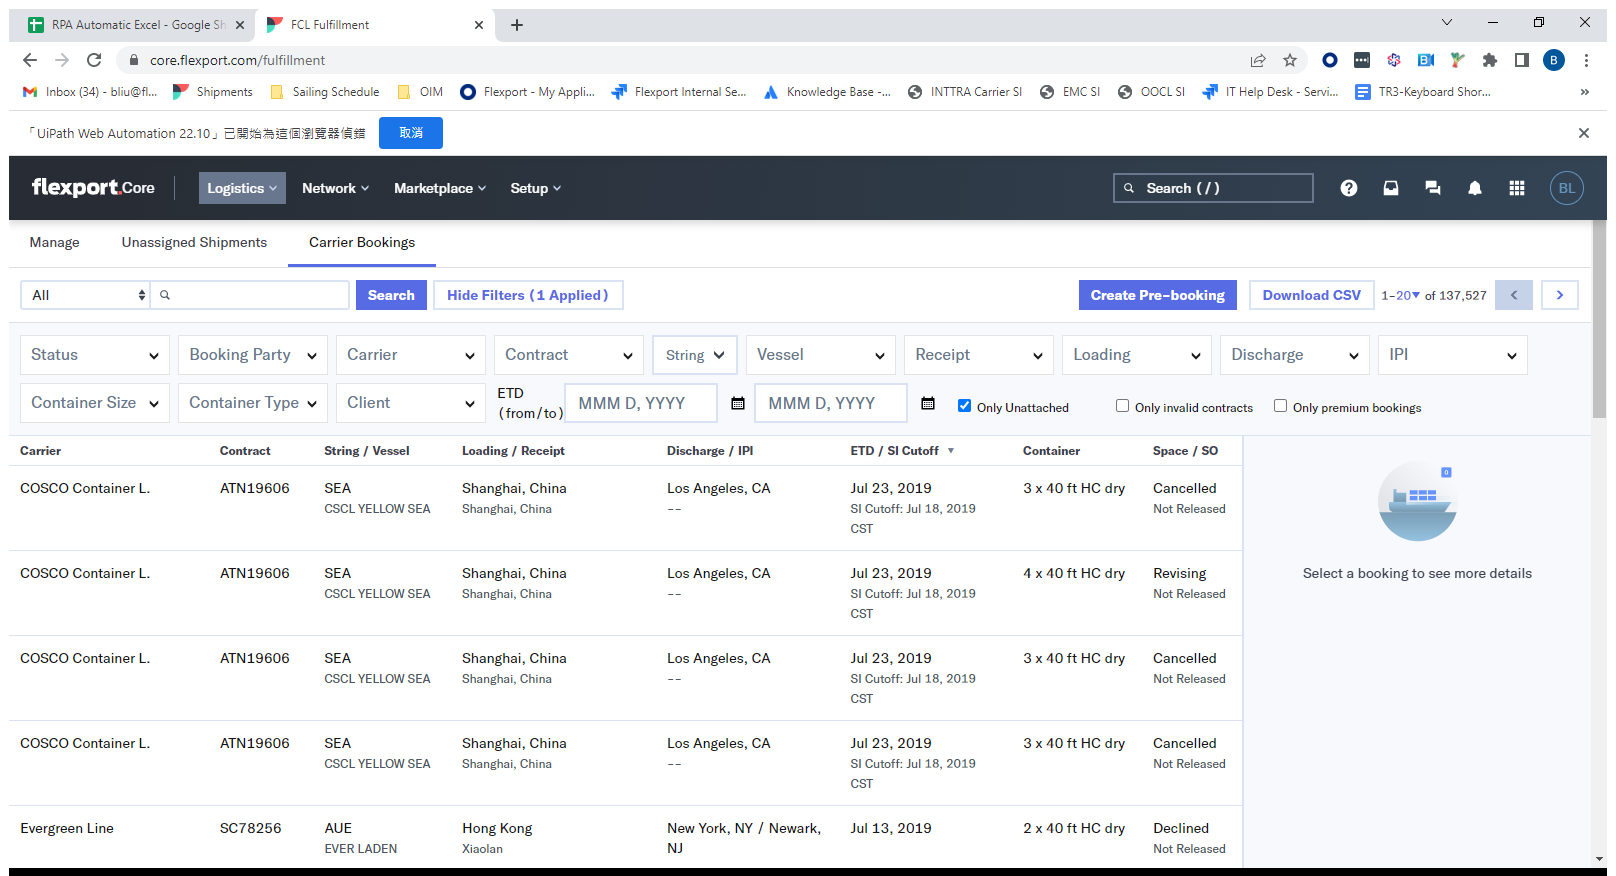 RPA Automatic Excel - Google Sh
FCL Fulfillment
core.flexport.com/fulfillment
B
Inbox (34) - bliu@fl...
Shipments
Sailing Schedule
OIM
Flexport - My Appli...
Flexport Internal Se...
Knowledge Base -...
INTTRA Carrier SI
EMC SI
OOCL SI
IT Help Desk - Servi...
TR3-Keyboard Shor...
「UiPath Web Automation 22.10」已開始為這個瀏覽器偵錯
取消
flexport.Core
Logistics
Network
Marketplace
Setup
Search (/)
BL
Manage
Unassigned Shipments
Carrier Bookings
All
Search
Hide Filters (1 Applied)
Create Pre-booking
Download CSV
1-20▼ of 137,527
Status
Booking Party
Carrier
Contract
String
Vessel
Receipt
Loading
Discharge
IPI
Container Size
Container Type
Client
ETD
(from/to)
MMM D, YYYY
MMM D, YYYY
Only Unattached
Only invalid contracts
Only premium bookings
Carrier Contract String / Vessel Loading / Receipt Discharge / IPI ETD / SI Cutoff ▼ Container Space / SO
COSCO Container L. ATN19606 SEA Shanghai, China Los Angeles, CA Jul 23, 2019 3 x 40 ft HC dry Cancelled
CSCL YELLOW SEA Shanghai, China -- SI Cutoff: Jul 18, 2019 Not Released
CST
COSCO Container L. ATN19606 SEA Shanghai, China Los Angeles, CA Jul 23, 2019 4 x 40 ft HC dry Revising
CSCL YELLOW SEA Shanghai, China -- SI Cutoff: Jul 18, 2019 Not Released
CST
COSCO Container L. ATN19606 SEA Shanghai, China Los Angeles, CA Jul 23, 2019 3 x 40 ft HC dry Cancelled
CSCL YELLOW SEA Shanghai, China -- SI Cutoff: Jul 18, 2019 Not Released
CST
COSCO Container L. ATN19606 SEA Shanghai, China Los Angeles, CA Jul 23, 2019 3 x 40 ft HC dry Cancelled
CSCL YELLOW SEA Shanghai, China -- SI Cutoff: Jul 18, 2019 Not Released
CST
Evergreen Line SC78256 AUE Hong Kong New York, NY / Newark, Jul 13, 2019 2 x 40 ft HC dry Declined
EVER LADEN Xiaolan NJ Not Released
0
Select a booking to see more details